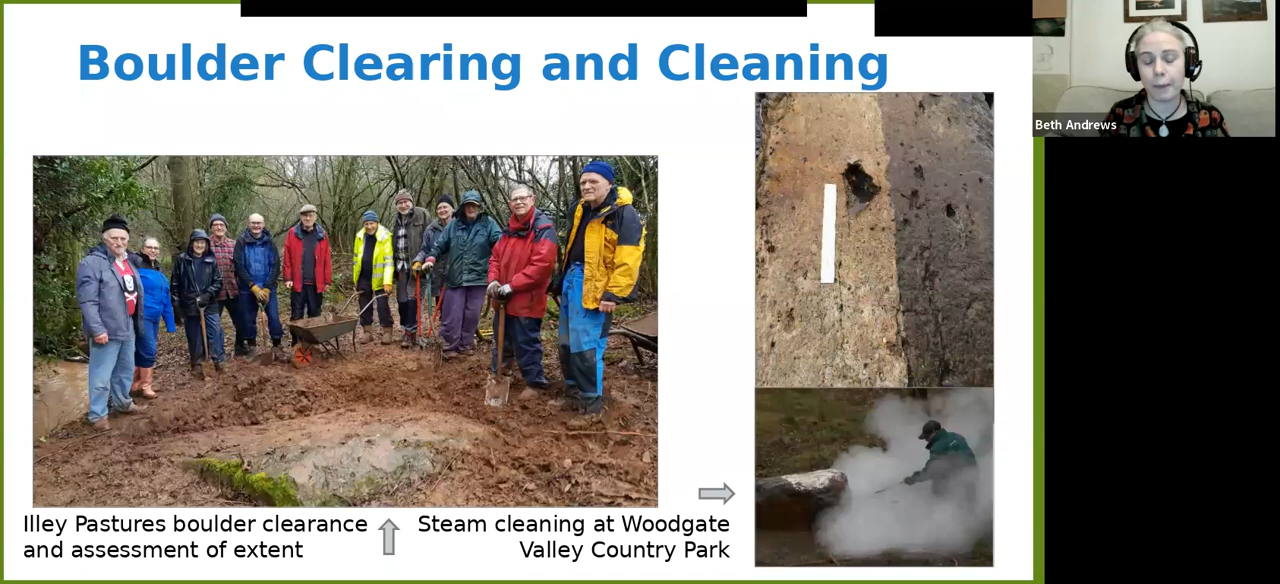 Boulder Clearing and Cleaning
Beth Andrews
Illey Pastures boulder clearance
and assessment of extent
Steam cleaning at Woodgate
Valley Country Park